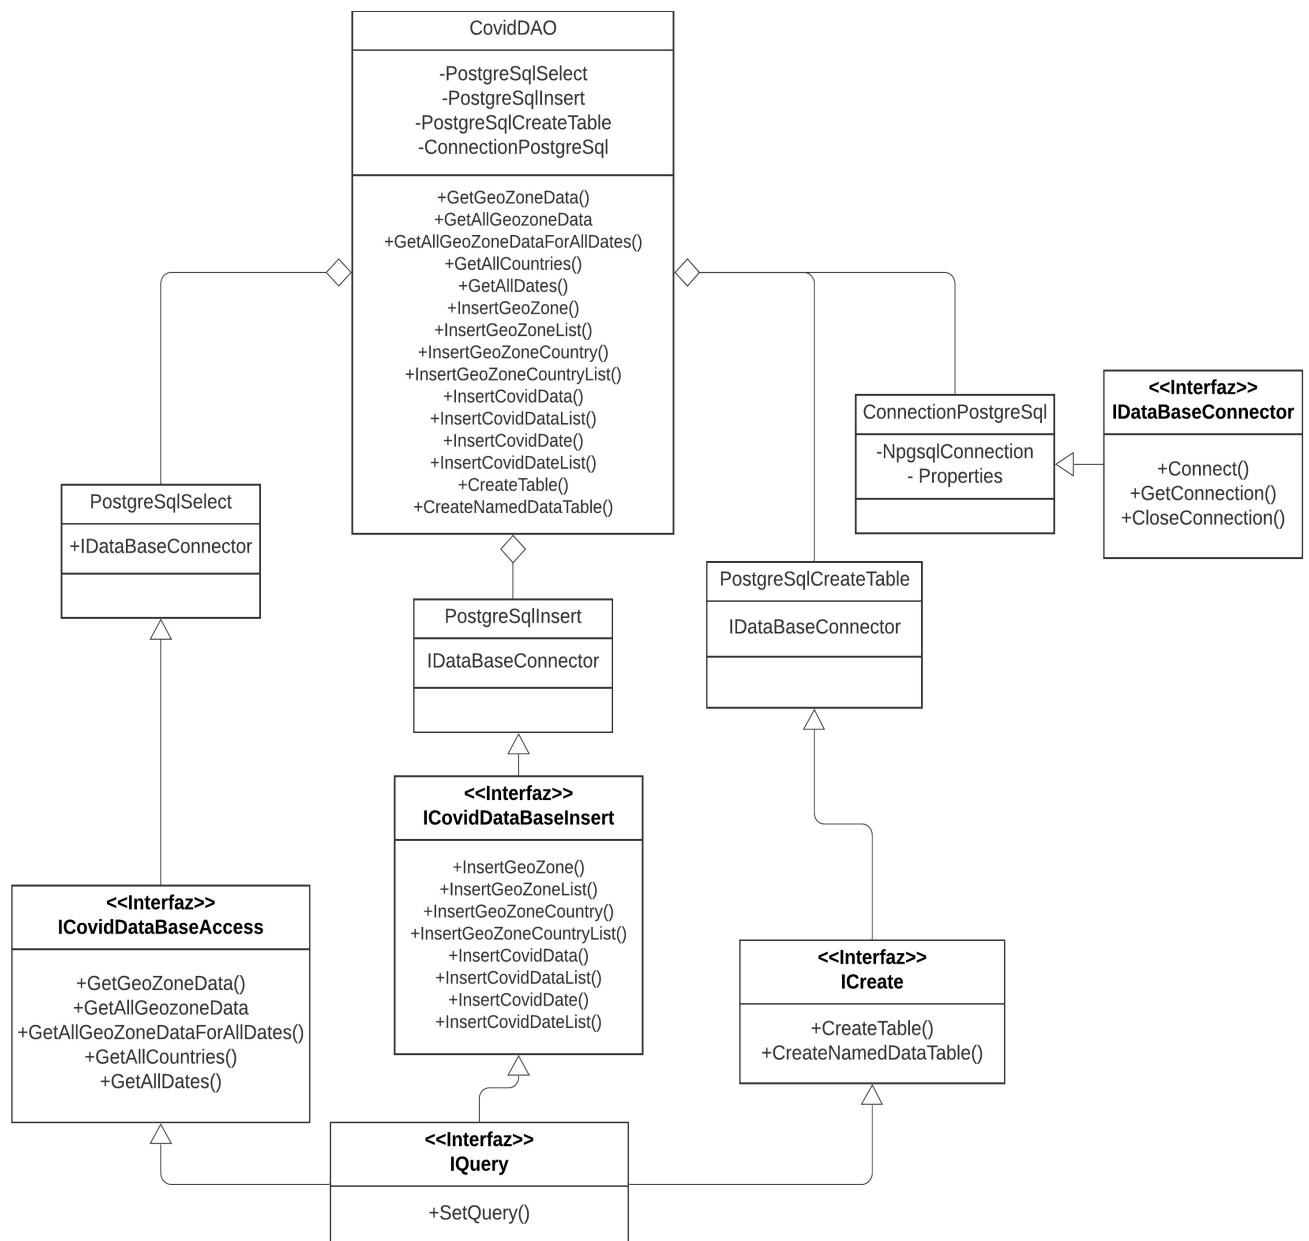 CovidDAO
-PostgreSqlSelect
-PostgreSqlInsert
-PostgreSqlCreateTable
-ConnectionPostgreSql
+GetGeoZoneData()
+GetAllGeozoneData
+GetAllGeoZoneDataForAllDates()
+GetAllCountries()
+GetAllDates()
+InsertGeoZone()
+InsertGeoZoneList()
+InsertGeoZoneCountry()
+InsertGeoZoneCountryList()
+InsertCovidData()
+InsertCovidDataList()
+InsertCovidDate()
+InsertCovidDateList()
+CreateTable()
+CreateNamedDataTable()
ConnectionPostgreSql
-NpgsqlConnection
- Properties
<<Interfaz>>
IDataBaseConnector
+Connect()
+GetConnection()
+CloseConnection()
PostgreSqlSelect
+IDataBaseConnector
PostgreSqlInsert
IDataBaseConnector
PostgreSqlCreateTable
IDataBaseConnector
<<Interfaz>>
ICovidDataBaseAccess
+GetGeoZoneData()
+GetAllGeozoneData
+GetAllGeoZoneDataForAllDates()
+GetAllCountries()
+GetAllDates()
<<Interfaz>>
ICovidDataBaseInsert
+InsertGeoZone()
+InsertGeoZoneList()
+InsertGeoZoneCountry()
+InsertGeoZoneCountryList()
+InsertCovidData()
+InsertCovidDataList()
+InsertCovidDate()
+InsertCovidDateList()
<<Interfaz>>
ICreate
+CreateTable()
+CreateNamedDataTable()
<<Interfaz>>
IQuery
+SetQuery()